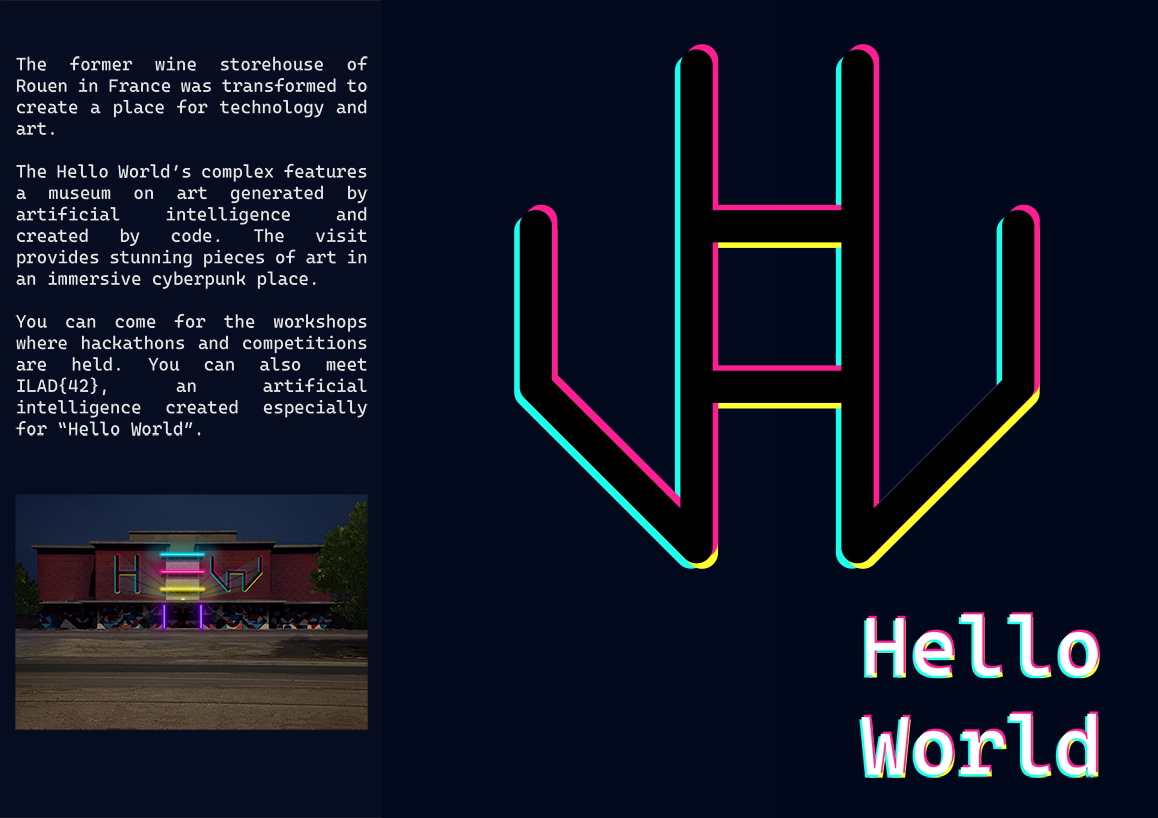 The former wine storehouse of
Rouen in France was transformed to
create a place for technology and
art.
The Hello World’s complex features
a museum on art generated by
artificial intelligence and
created by code. The visit
provides stunning pieces of art in
an immersive cyberpunk place.
You can come for the workshops
where hackathons and competitions
are held. You can also meet
ILAD{42}, an artificial
intelligence created especially
for “Hello World”.
H W
Hello
World